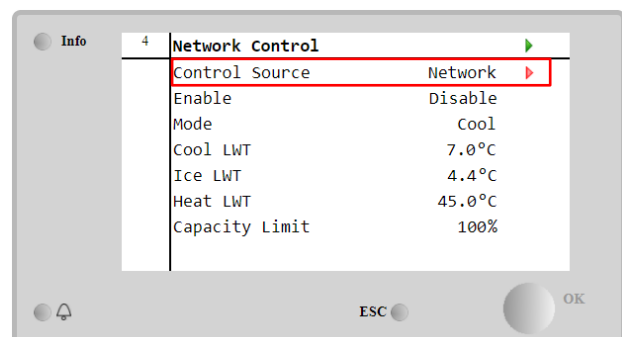 Info
4 Network Control
Control Source Network
Enable Disable
Mode Cool
Cool LWT 7.0°C
Ice LWT 4.4°C
Heat LWT 45.0°C
Capacity Limit 100%
ESC OK